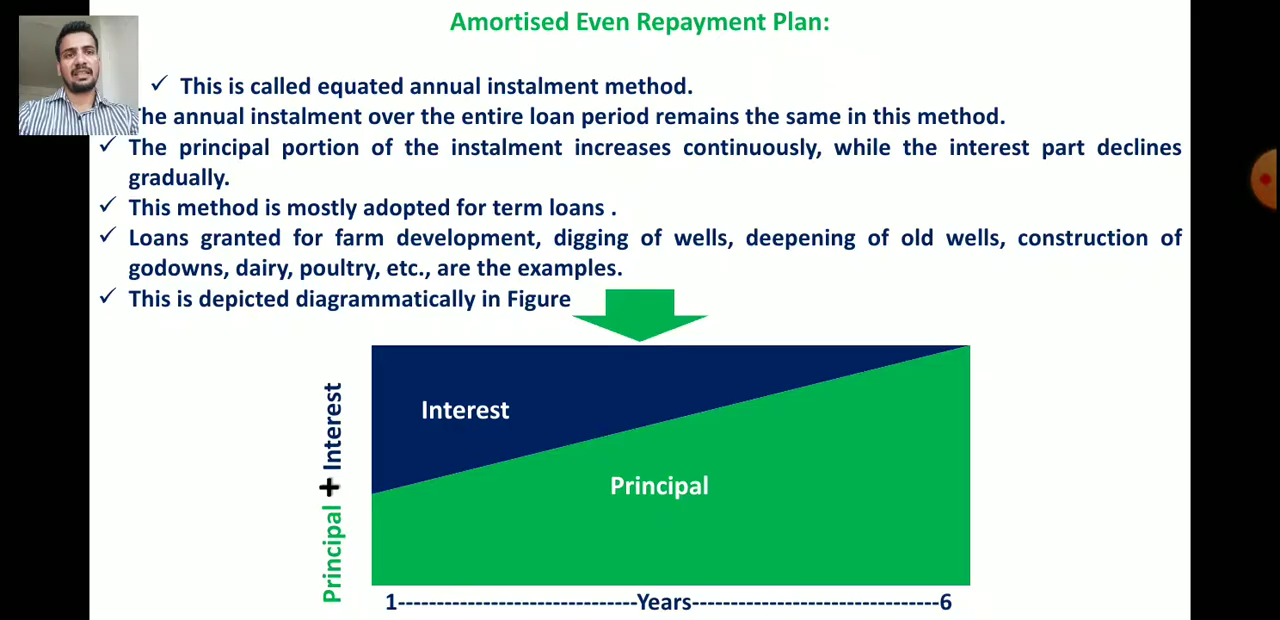 Amortised Even Repayment Plan:
✓ This is called equated annual instalment method.
The annual instalment over the entire loan period remains the same in this method.
✓ The principal portion of the instalment increases continuously, while the interest part declines
gradually.
✓ This method is mostly adopted for term loans .
✓ Loans granted for farm development, digging of wells, deepening of old wells, construction of
godowns, dairy, poultry, etc., are the examples.
✓ This is depicted diagrammatically in Figure
Principal + Interest
Interest
Principal
1------------------------------Years-------------------------------6